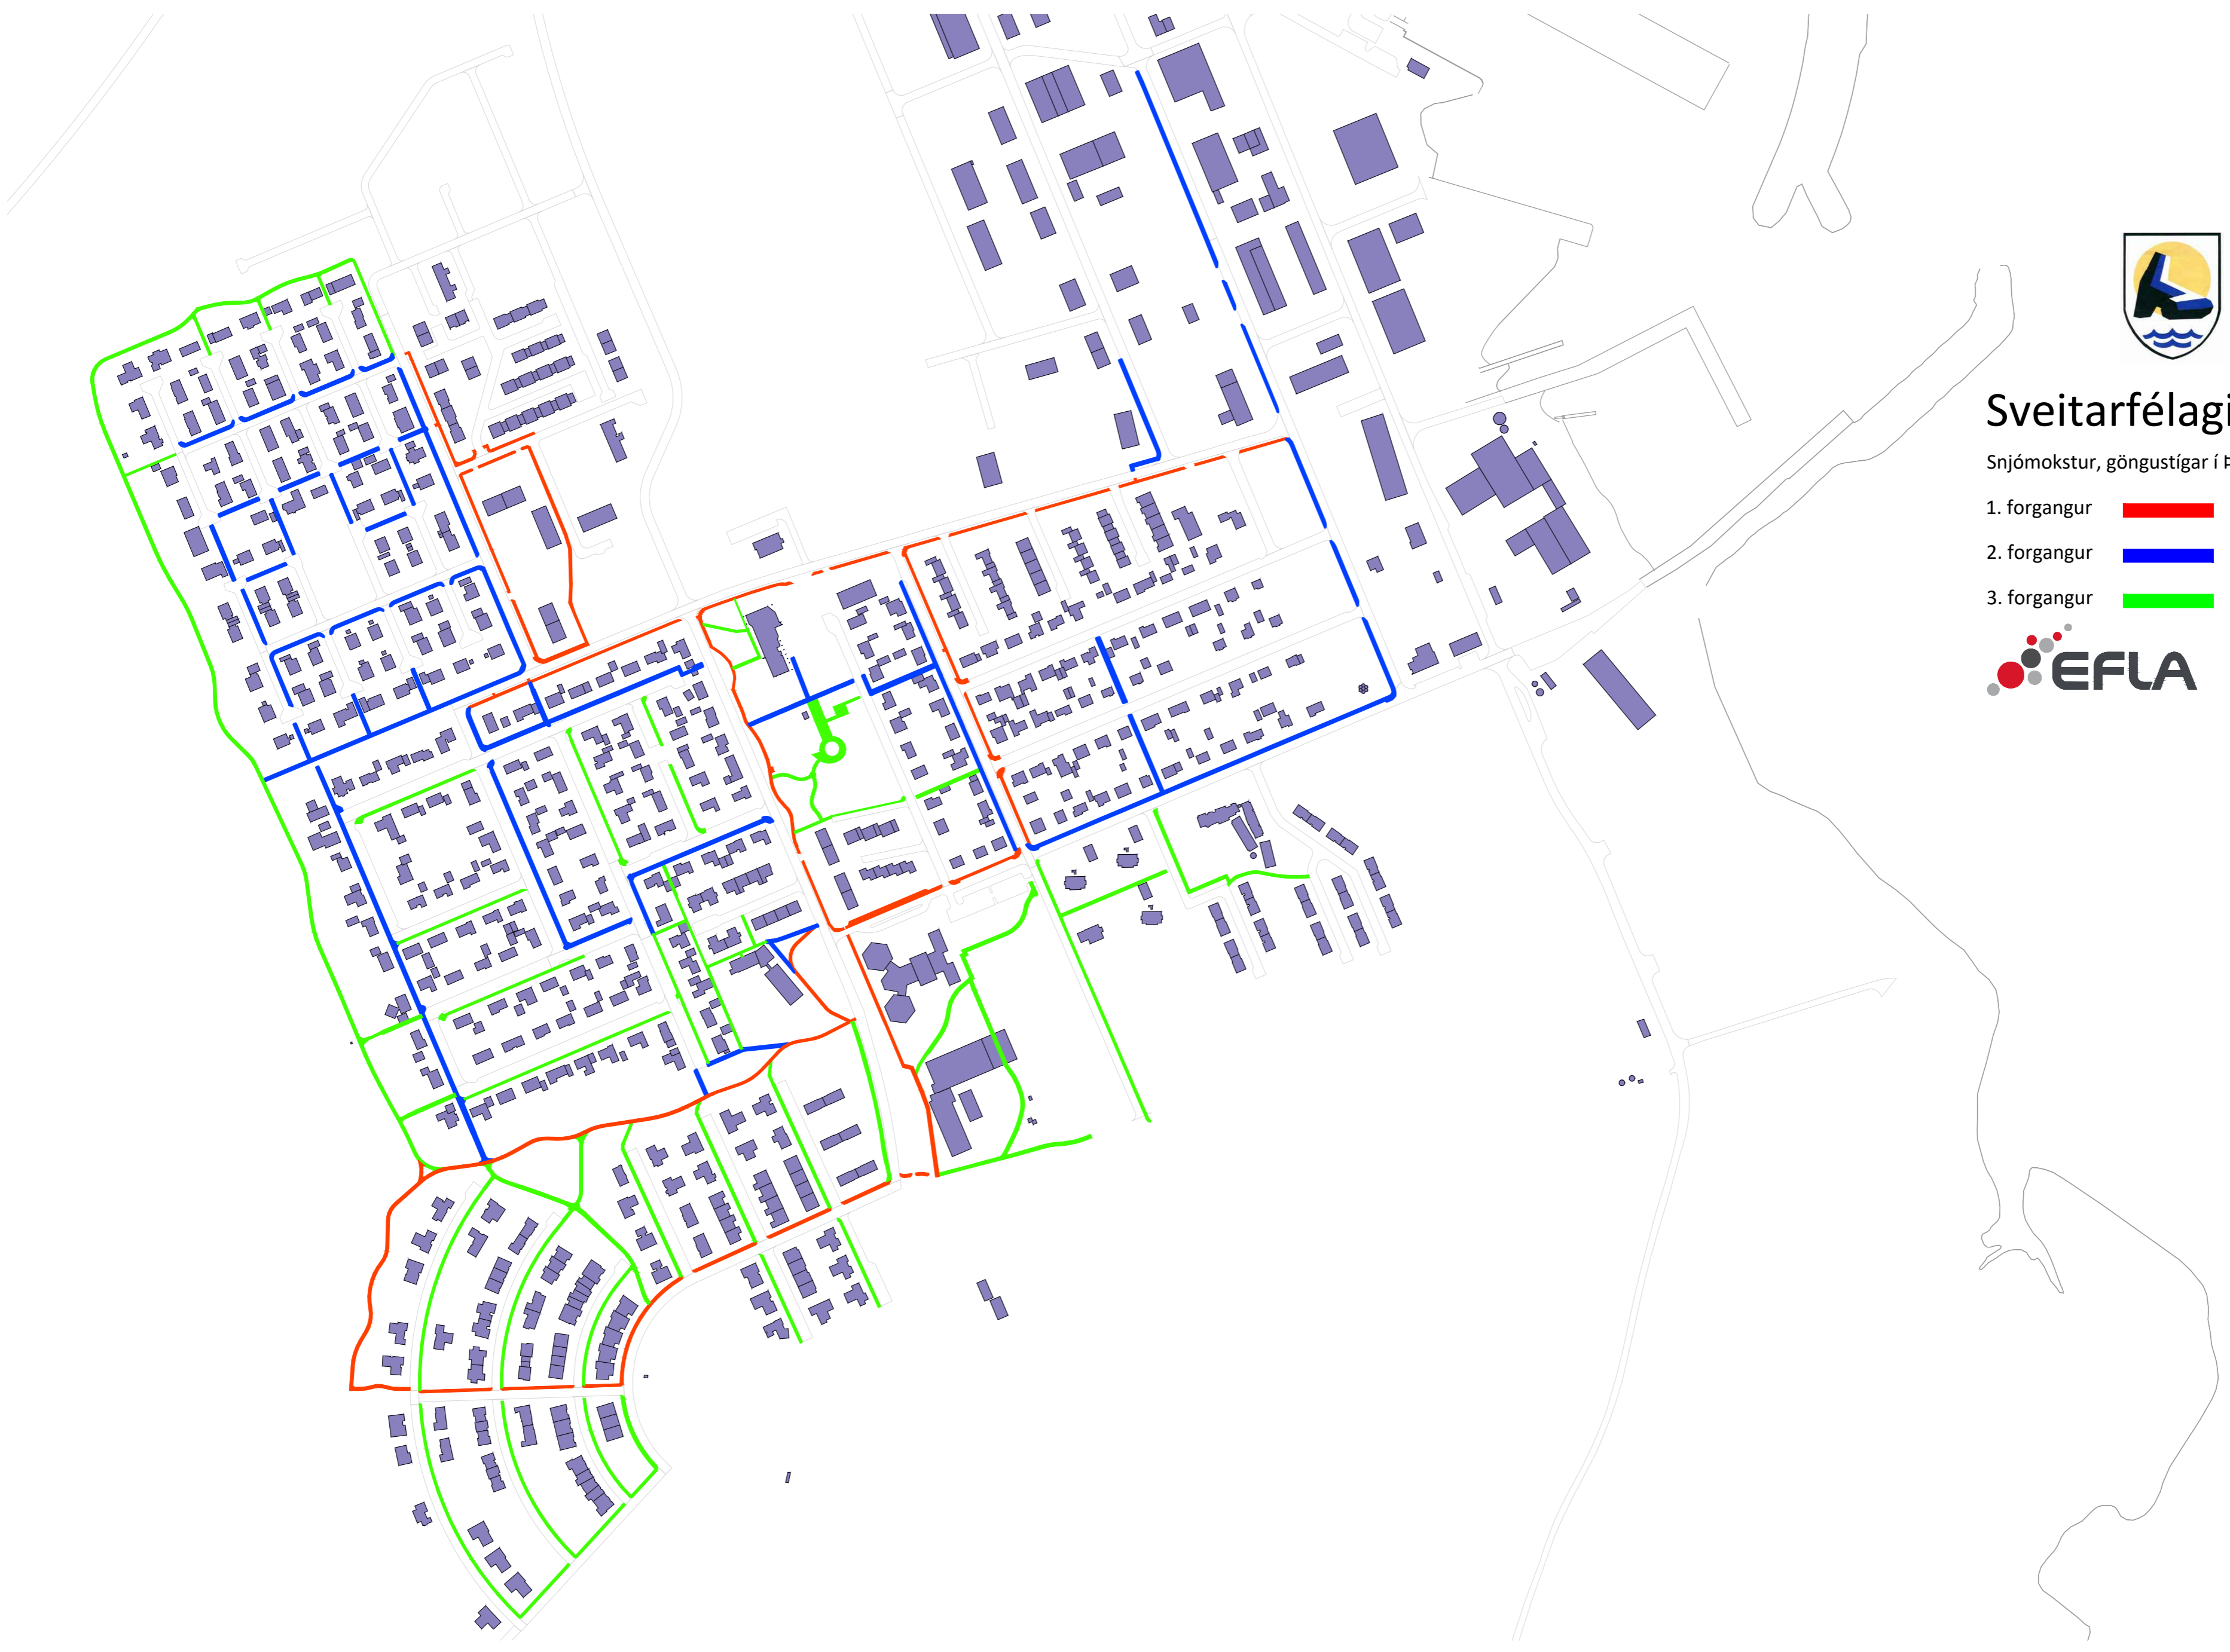 Sveitarfélagi
Snjómokstur, göngustígar í Þ
1. forgangur
2. forgangur
3. forgangur
EFLA